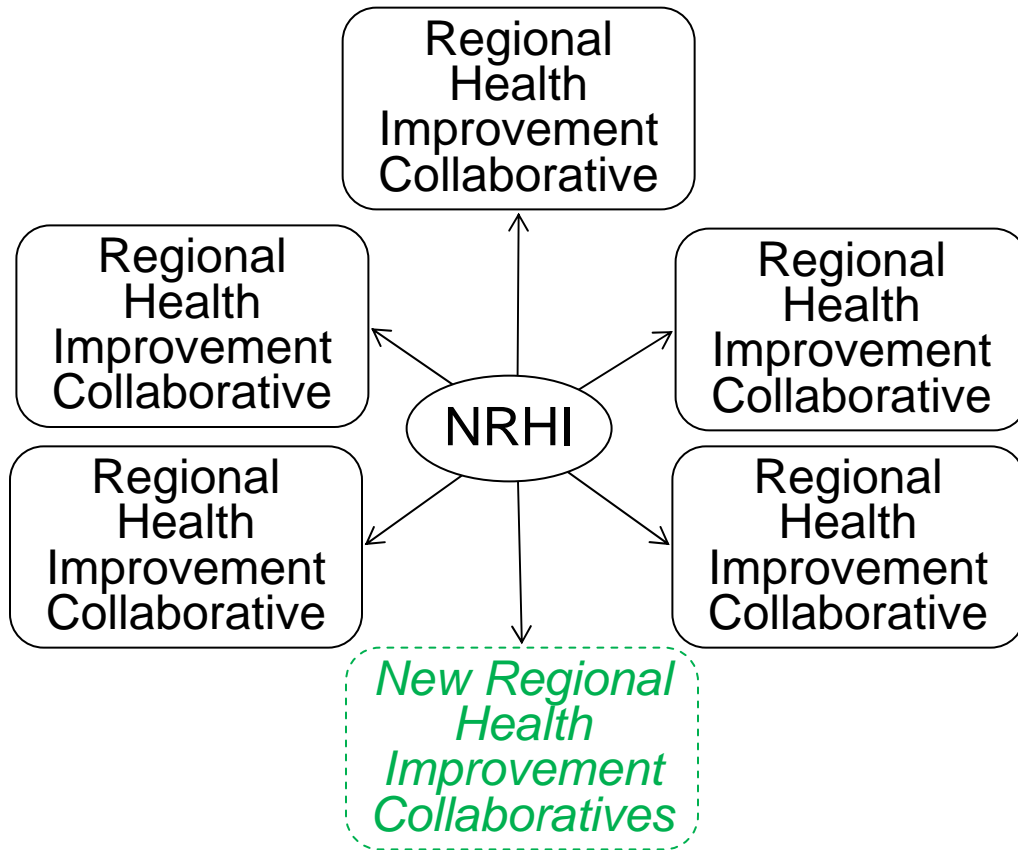 Regional
Health
Improvement
Collaborative
Regional
Health
Improvement
Collaborative
Regional
Health
Improvement
Collaborative
NRHI
Regional
Health
Improvement
Collaborative
Regional
Health
Improvement
Collaborative
New Regional
Health
Improvement
Collaboratives